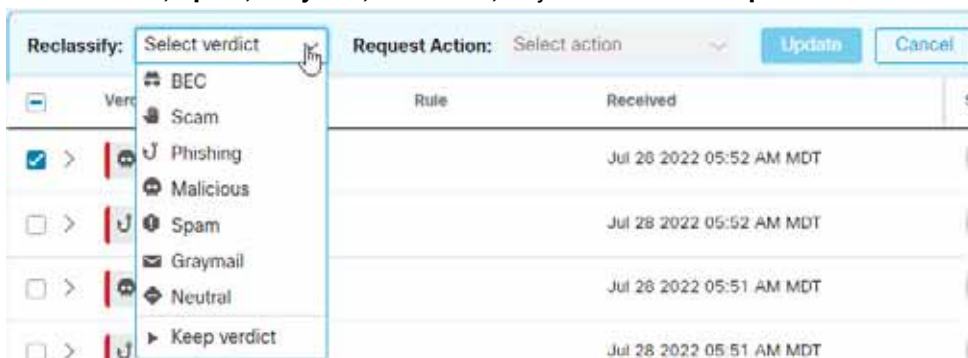 Reclassify: Select verdict Request Action: Select action Update Cancel
BEC
Verd Rule Received
Scam
Phishing Jul 28 2022 05:52 AM MDT
Malicious
Spam Jul 28 2022 05:52 AM MDT
Graymail
Neutral Jul 28 2022 05:51 AM MDT
Keep verdict
Jul 28 2022 05:51 AM MDT